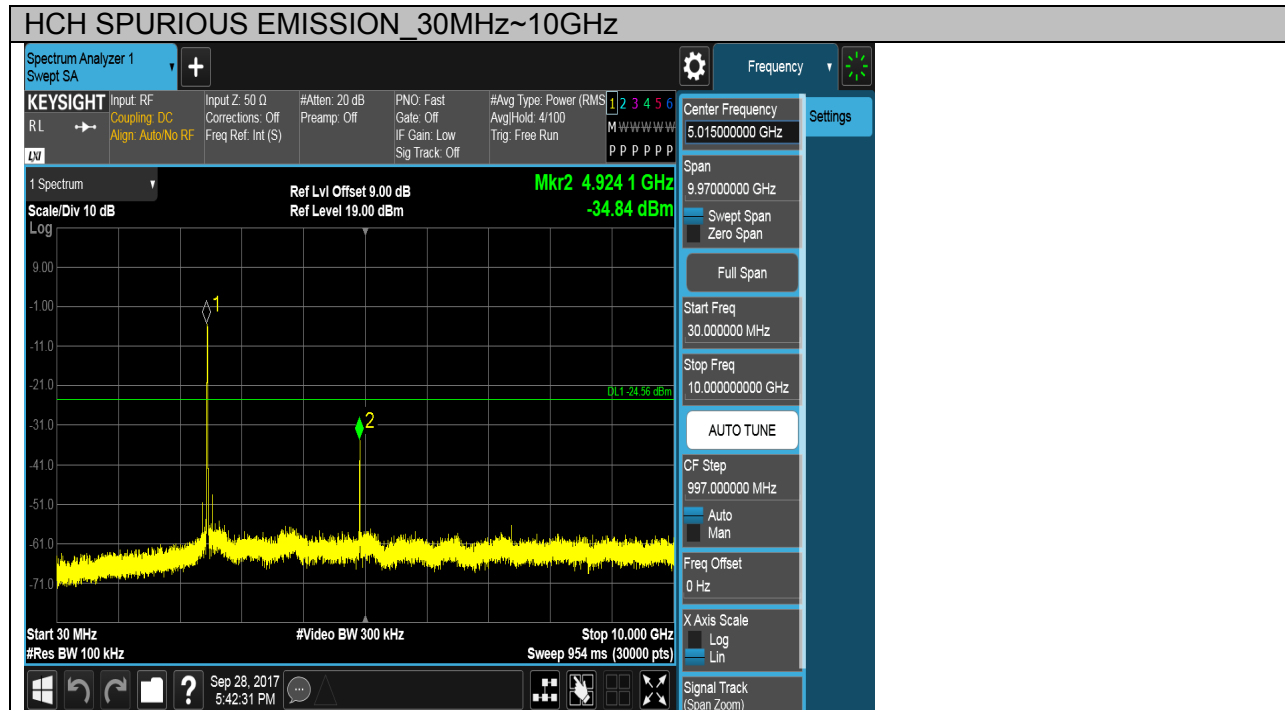 HCH SPURIOUS EMISSION_30MHz~10GHz
Spectrum Analyzer 1
Swept SA
+
Frequency
KEYSIGHT
R L
LXI
Input: RF
Coupling: DC
Align: Auto/No RF
Input Z: 50 Ω
Corrections: Off
Freq Ref: Int (S)
#Atten: 20 dB
Preamp: Off
PNO: Fast
Gate: Off
IF Gain: Low
Sig Track: Off
#Avg Type: Power (RMS
Avg|Hold: 4/100
Trig: Free Run
1 2 3 4 5 6
M W W W W W
P P P P P P
1 Spectrum
Scale/Div 10 dB
Ref Lvl Offset 9.00 dB
Ref Level 19.00 dBm
Mkr2 4.924 1 GHz
-34.84 dBm
Log
9.00
-1.00
-11.0
-21.0
-31.0
-41.0
-51.0
-61.0
-71.0
1
2
DL1 -24.56 dBm
Start 30 MHz
#Res BW 100 kHz
#Video BW 300 kHz
Stop 10.000 GHz
Sweep 954 ms (30000 pts)
?
Sep 28, 2017
5:42:31 PM
Center Frequency
5.015000000 GHz
Settings
Span
9.97000000 GHz
Swept Span
Zero Span
Full Span
Start Freq
30.000000 MHz
Stop Freq
10.000000000 GHz
AUTO TUNE
CF Step
997.000000 MHz
Auto
Man
Freq Offset
0 Hz
X Axis Scale
Log
Lin
Signal Track
(Span Zoom)